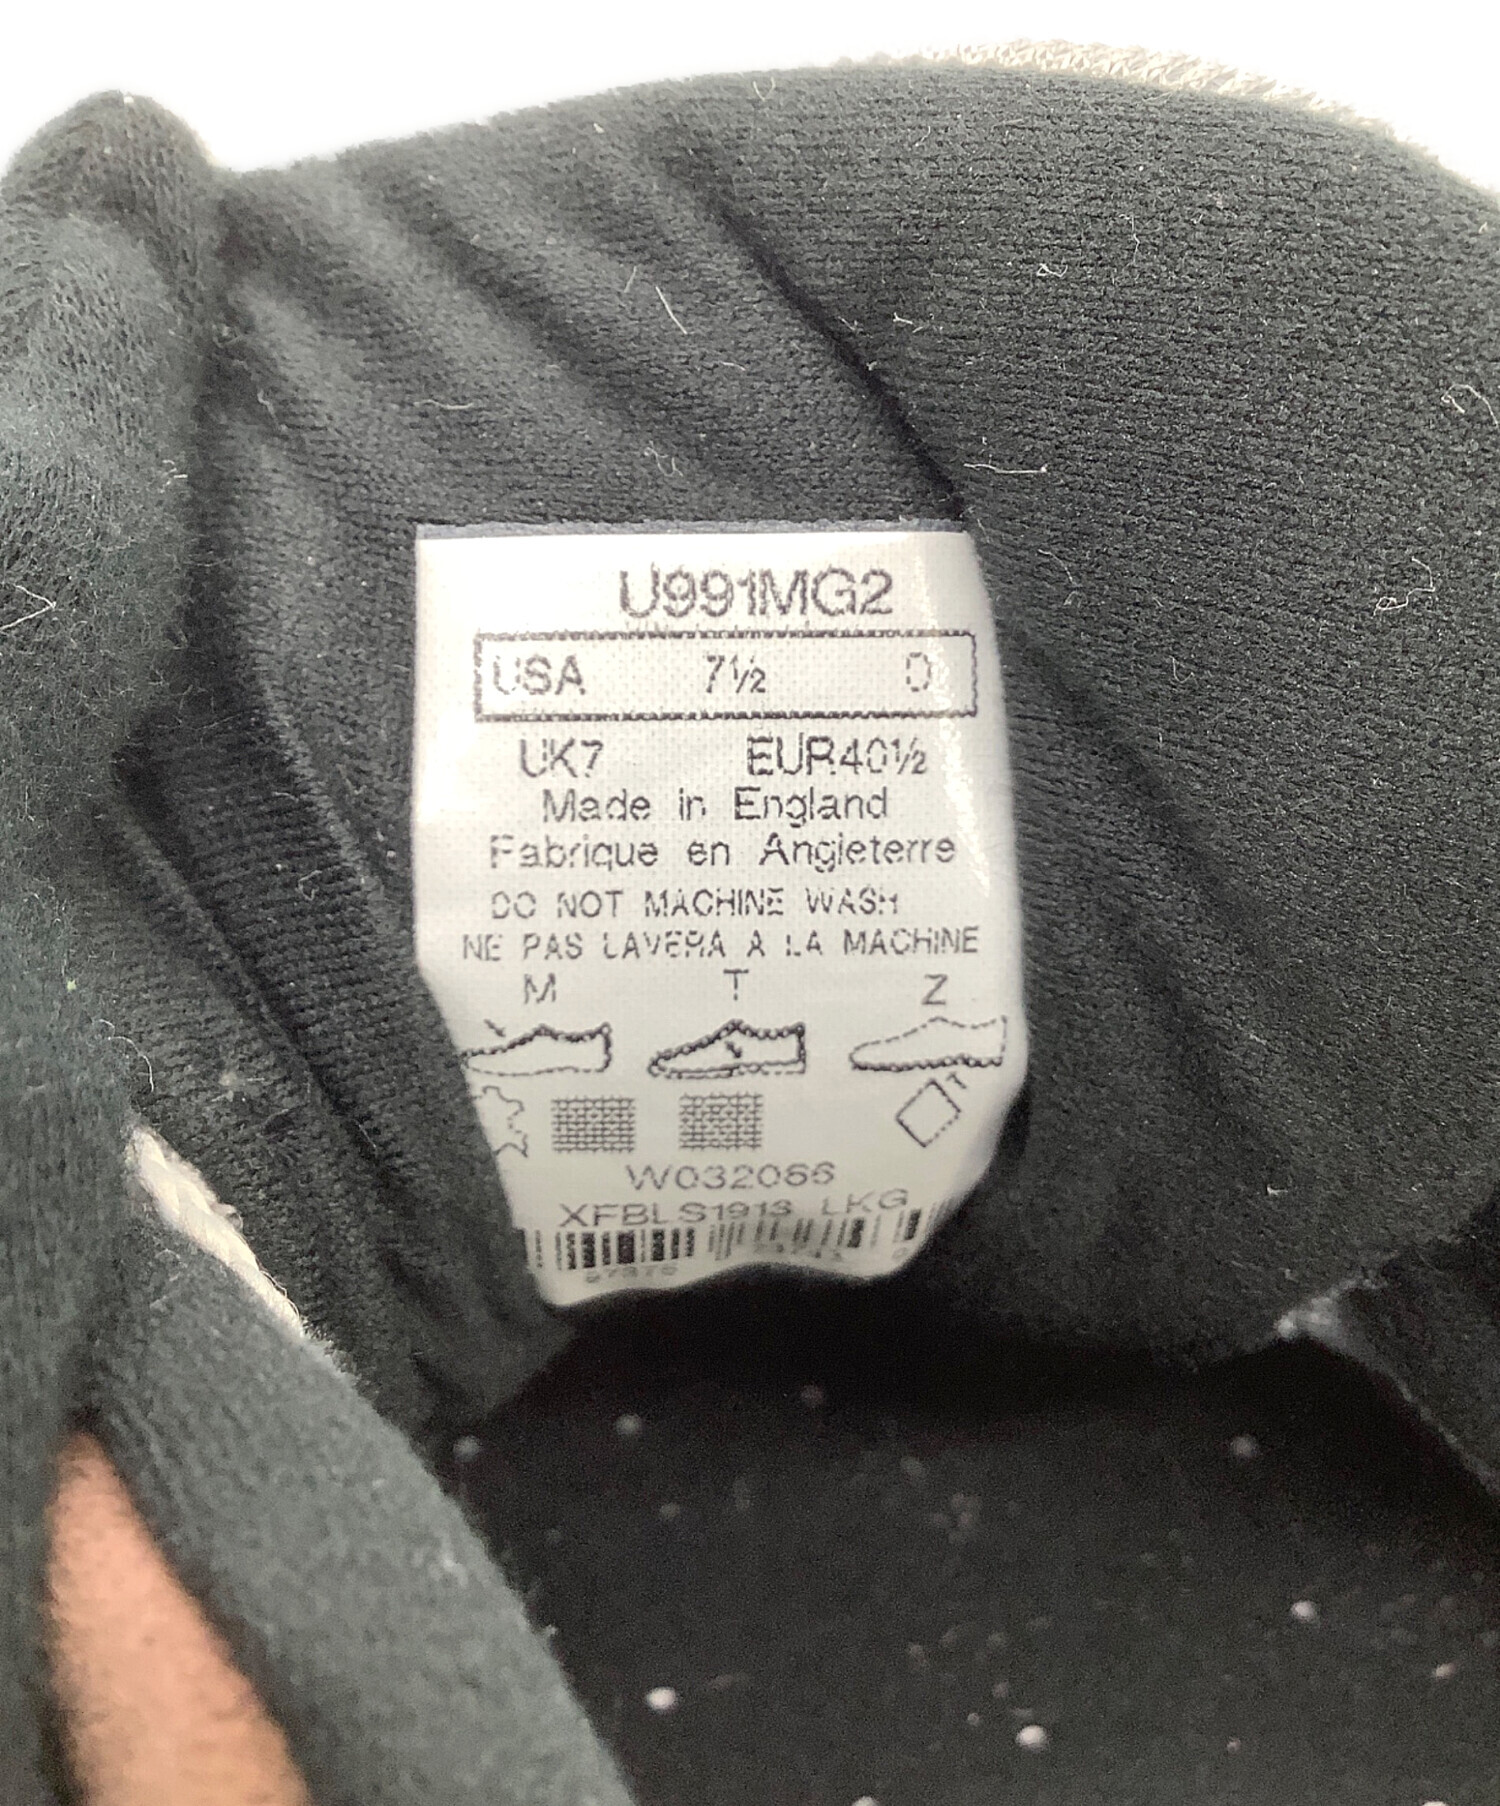 U991MG2
USA 7½ D
UK7 EUR40½
Made in England
Fabrique en Angleterre
DO NOT MACHINE WASH
NE PAS LAVERA A LA MACHINE
M T Z
T
W032066
LKG